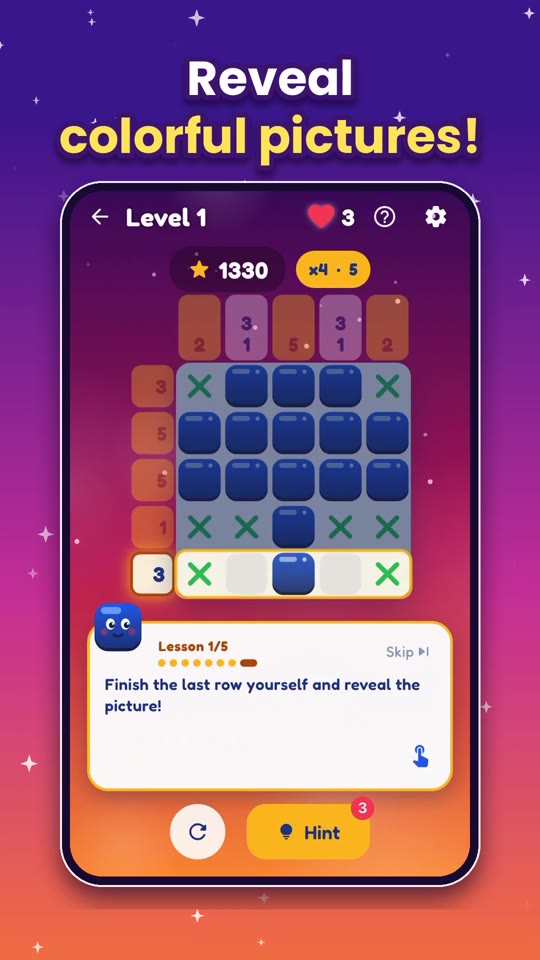 Reveal
colorful pictures!
Level 1
3
1330
x4 · 5
3 3
2 1 5 1 2
3
5
5
1
3
Lesson 1/5
Skip
Finish the last row yourself and reveal the
picture!
3
Hint